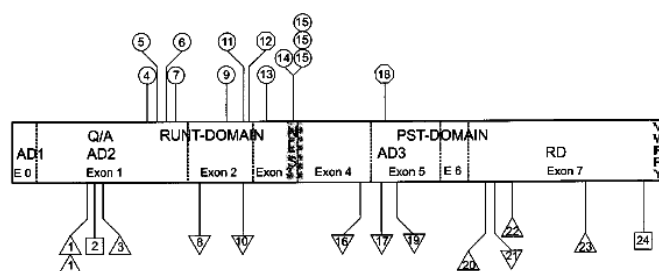 15
5 6 11 12 15
14 15
4 7 9 13 18
Q/A RUNT-DOMAIN PST-DOMAIN
AD1 AD2 AD3 RD
E 0 Exon 1 Exon 2 Exon Exon 4 Exon 5 E 6 Exon 7
VWRPY
1 2 3 8 10 16 17 19 22 23 24
1 20 21